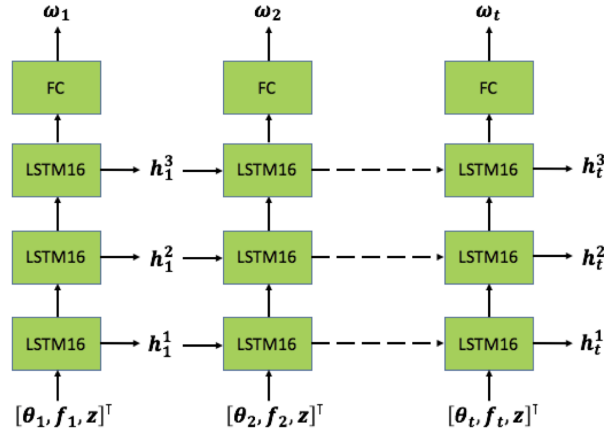 ω₁ ω₂ ωₜ
FC FC FC
LSTM16 h₁³ LSTM16 LSTM16 hₜ³
LSTM16 h₁² LSTM16 LSTM16 hₜ²
LSTM16 h₁¹ LSTM16 LSTM16 hₜ¹
[θ₁, f₁, z]ᵀ [θ₂, f₂, z]ᵀ [θₜ, fₜ, z]ᵀ